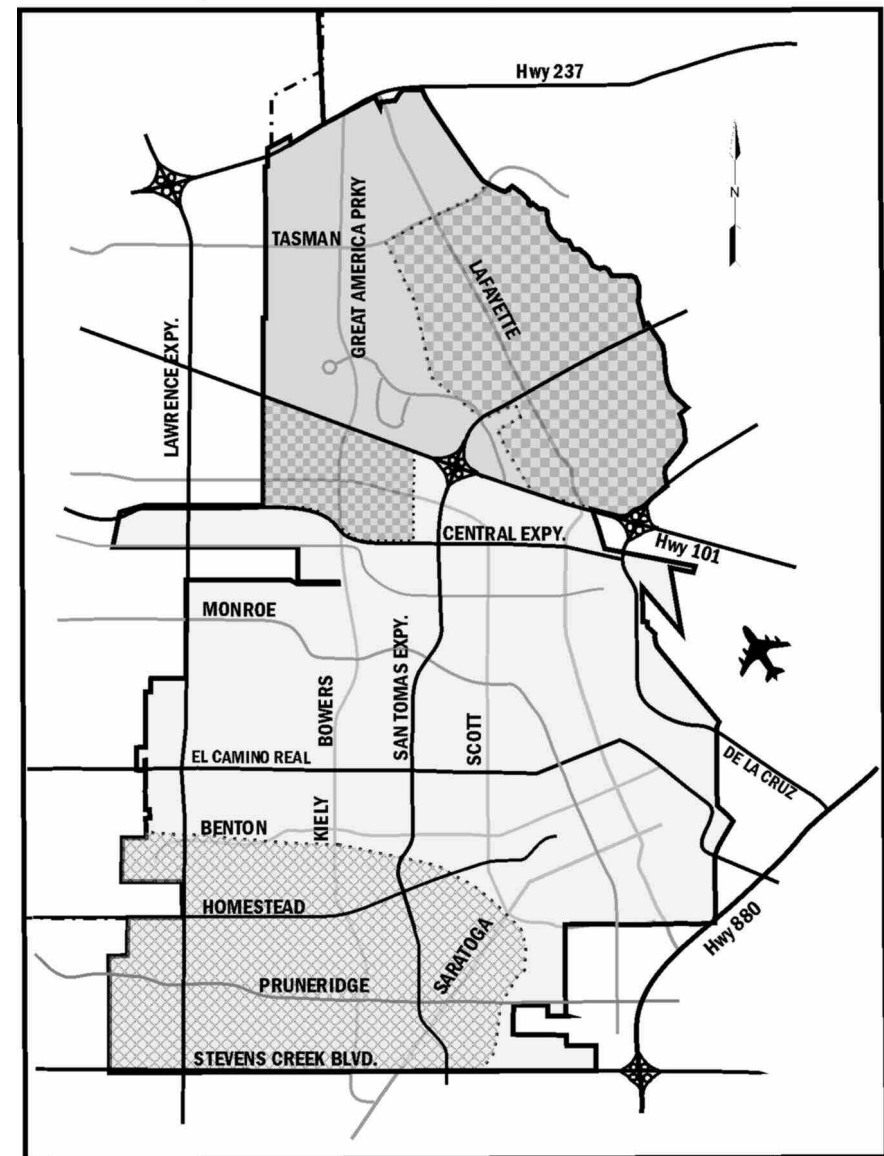 Hwy 237
N
TASMAN
GREAT AMERICA PRKY
LAFAYETTE
LAWRENCE EXPY.
CENTRAL EXPY.
Hwy 101
MONROE
BOWERS
SAN TOMAS EXPY.
SCOTT
EL CAMINO REAL
DE LA CRUZ
BENTON
KIELY
HOMESTEAD
SARATOGA
Hwy 880
PRUNERIDGE
STEVENS CREEK BLVD.